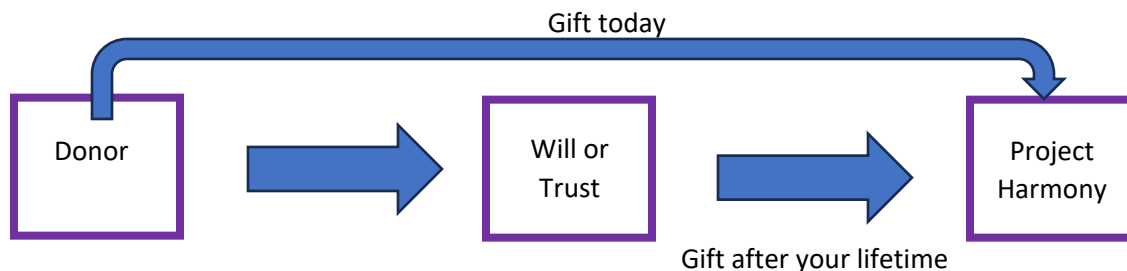 Gift today
Donor
Will or
Trust
Project
Harmony
Gift after your lifetime